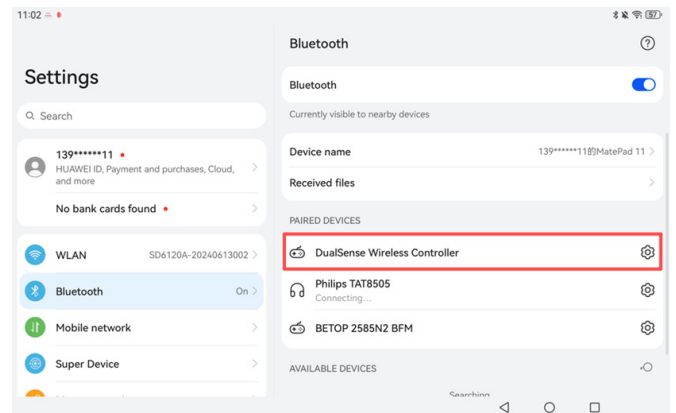 11:02
57
Settings
Search
139******11
HUAWEI ID, Payment and purchases, Cloud,
and more
No bank cards found
WLAN
SD6120A-20240613002
Bluetooth
On
Mobile network
Super Device
Bluetooth
Bluetooth
Currently visible to nearby devices
Device name
139******11的MatePad 11
Received files
PAIRED DEVICES
DualSense Wireless Controller
Philips TAT8505
Connecting...
BETOP 2585N2 BFM
AVAILABLE DEVICES
Searching